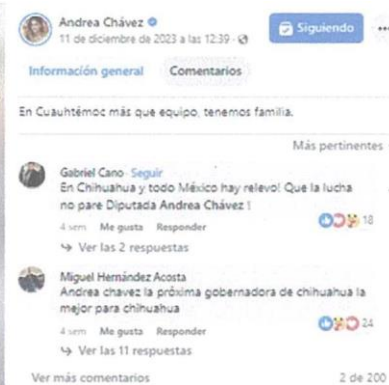 Andrea Chávez
11 de diciembre de 2023 a las 12:39 ·
Siguiendo
Información general
Comentarios
En Cuauhtémoc más que equipo, tenemos familia.
Más pertinentes
Gabriel Cano · Seguir
En Chihuahua y todo México hay relevo! Que la lucha
no pare Diputada Andrea Chávez !
4 sem Me gusta Responder
18
Ver las 2 respuestas
Miguel Hernández Acosta
Andrea chavez la próxima gobernadora de chihuahua la
mejor para chihuahua
4 sem Me gusta Responder
24
Ver las 11 respuestas
Ver más comentarios
2 de 200